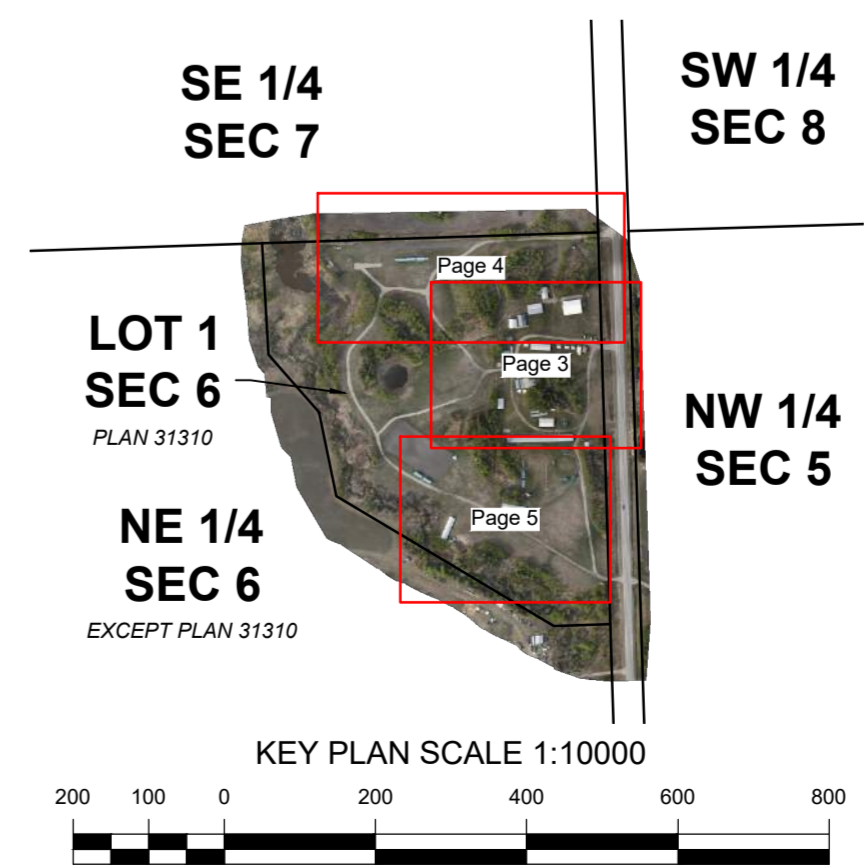 SE 1/4
SEC 7
SW 1/4
SEC 8
Page 4
LOT 1
SEC 6
PLAN 31310
Page 3
NW 1/4
SEC 5
NE 1/4
SEC 6
EXCEPT PLAN 31310
Page 5
KEY PLAN SCALE 1:10000
200 100 0 200 400 600 800